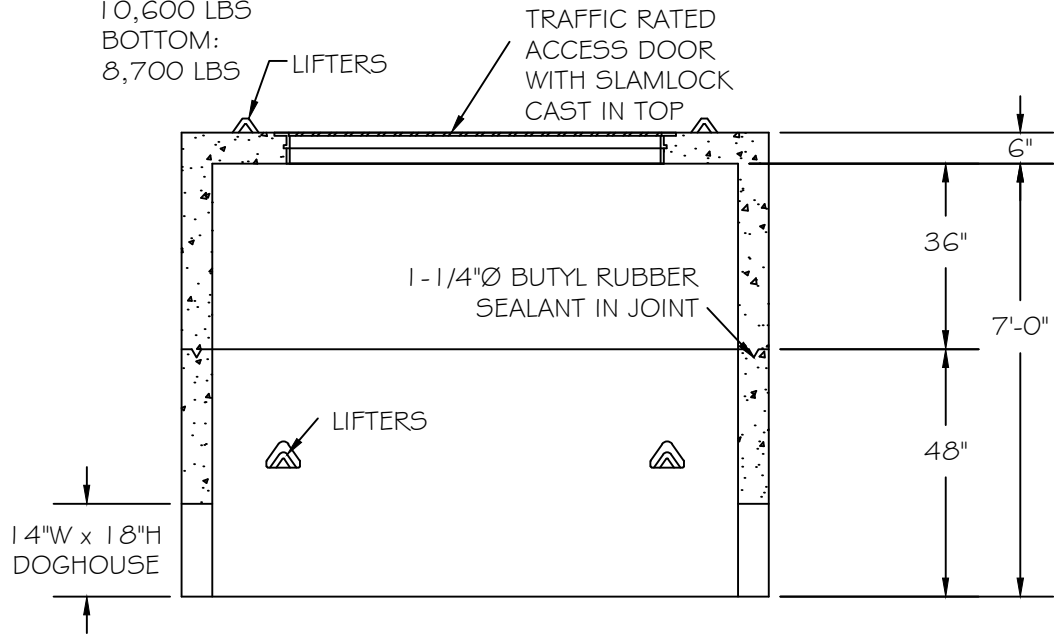 10,600 LBS
BOTTOM:
8,700 LBS
LIFTERS
TRAFFIC RATED
ACCESS DOOR
WITH SLAMLOCK
CAST IN TOP
6"
36"
1-1/4"Ø BUTYL RUBBER
SEALANT IN JOINT
7'-0"
LIFTERS
48"
14"W x 18"H
DOGHOUSE